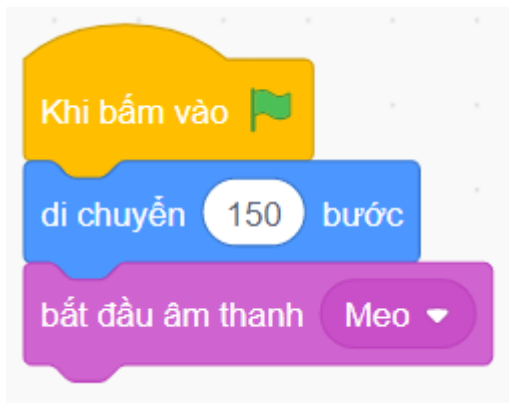 Khi bấm vào
di chuyển 150 bước
bắt đầu âm thanh Meo